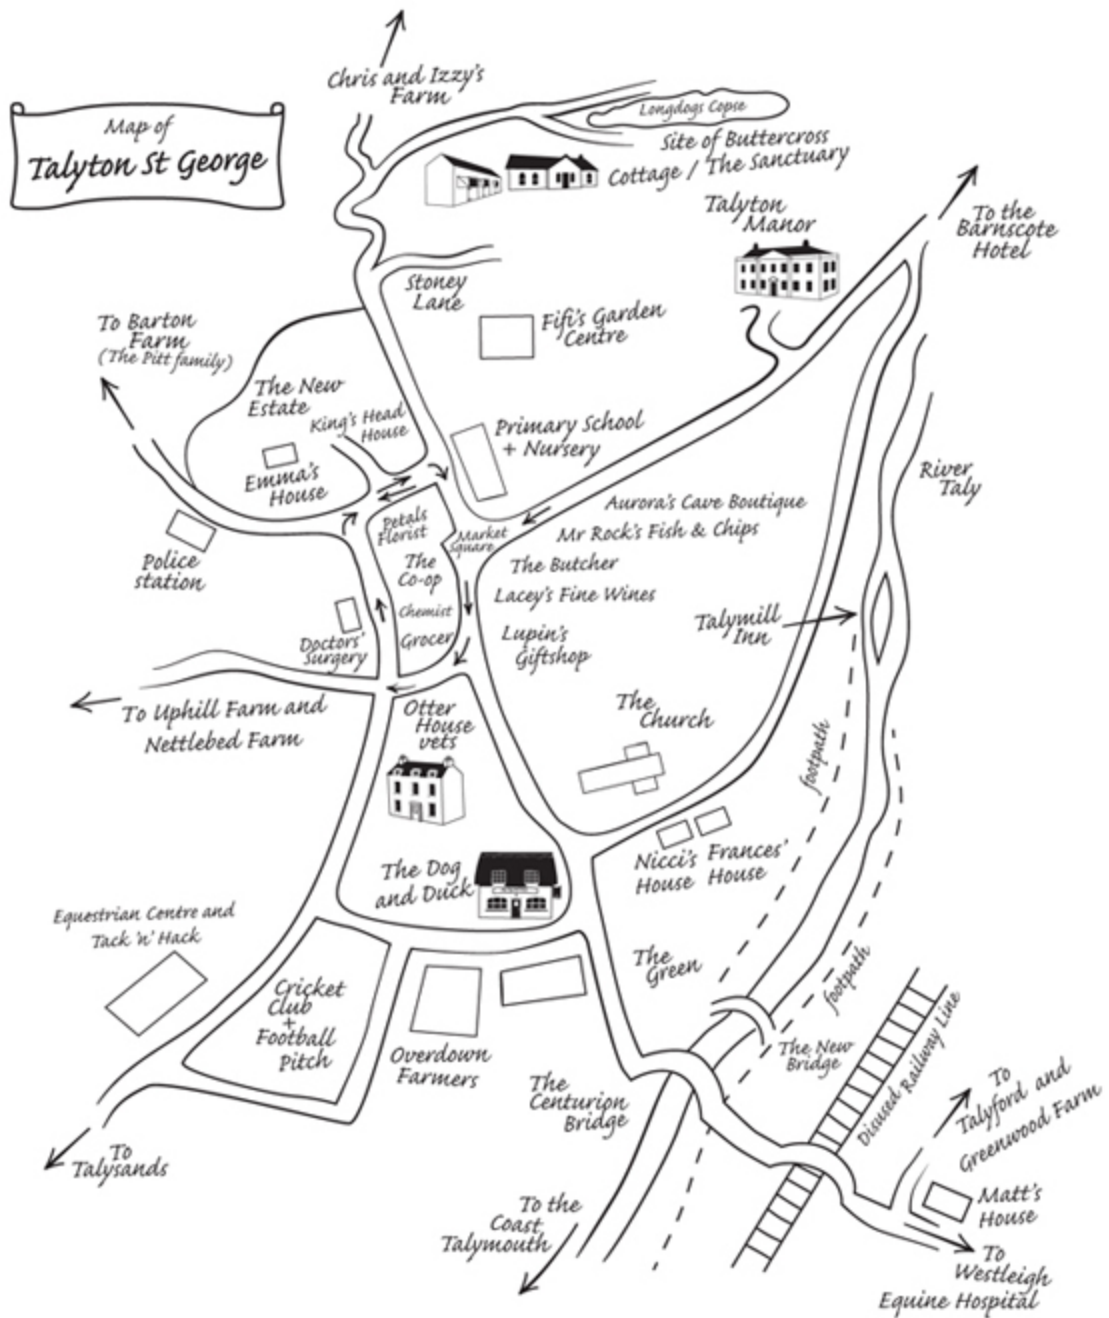 Chris and Izzy's
Farm
Map of
Talyton St George
Longdogs Copse
Site of Buttercross
Cottage / The Sanctuary
Talyton
Manor
To the
Barnscote
Hotel
Stoney
Lane
Fifi's Garden
Centre
To Barton
Farm
(The Pitt family)
The New
Estate
King's Head
House
Emma's
House
Primary School
+ Nursery
River
Taly
Police
station
Petals
Florist
Market
Square
The
Co-op
Chemist
Grocer
Aurora's Cave Boutique
Mr Rock's Fish & Chips
The Butcher
Lacey's Fine Wines
Lupin's
Giftshop
Talymill
Inn
Doctors'
Surgery
To Uphill Farm and
Nettlebed Farm
Otter
House
vets
The
Church
footpath
The Dog
and Duck
Nicci's
House
Frances'
House
Equestrian Centre and
Tack 'n' Hack
Cricket
Club
+
Football
Pitch
Overdown
Farmers
The
Green
footpath
The New
Bridge
Disused Railway Line
The
Centurion
Bridge
To
Talyford and
Greenwood Farm
To
Talysands
To the
Coast
Talymouth
Matt's
House
To
Westleigh
Equine Hospital